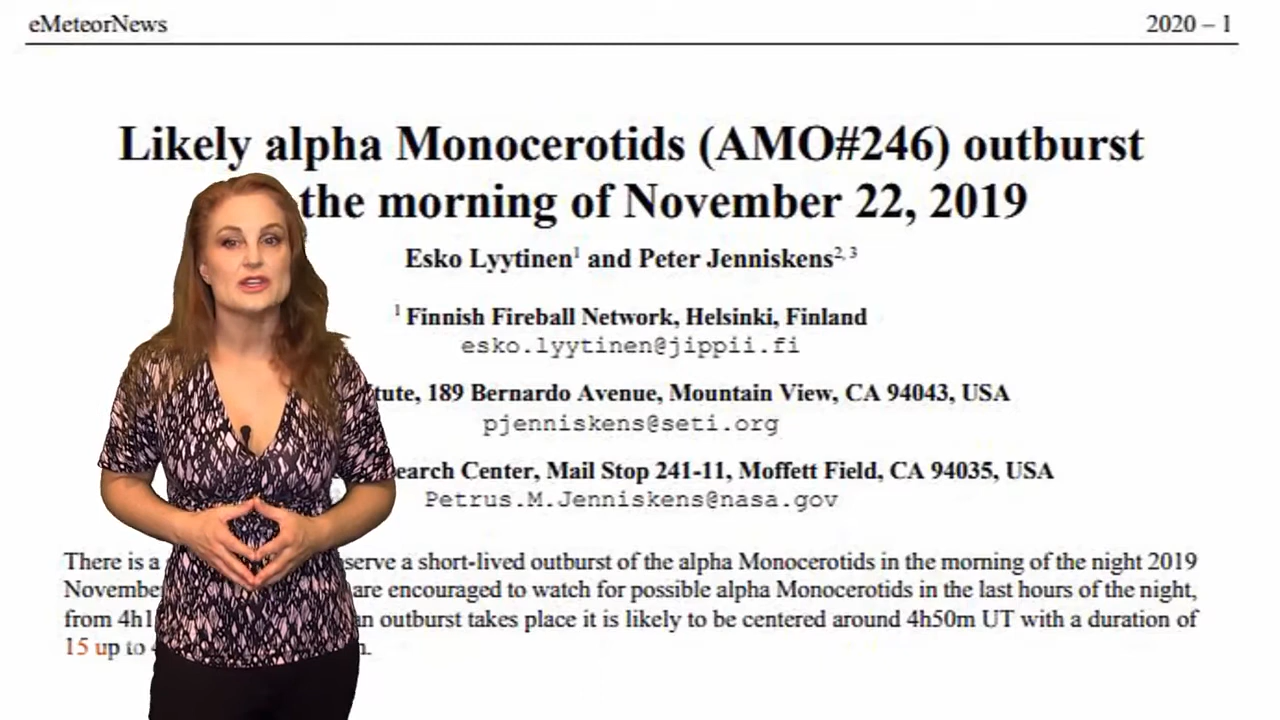 eMeteorNews 2020 – 1
Likely alpha Monocerotids (AMO#246) outburst
the morning of November 22, 2019
Esko Lyytinen¹ and Peter Jenniskens²,³
¹ Finnish Fireball Network, Helsinki, Finland
esko.lyytinen@jippii.fi
tute, 189 Bernardo Avenue, Mountain View, CA 94043, USA
pjenniskens@seti.org
earch Center, Mail Stop 241-11, Moffett Field, CA 94035, USA
Petrus.M.Jenniskens@nasa.gov
There is a serve a short-lived outburst of the alpha Monocerotids in the morning of the night 2019
November are encouraged to watch for possible alpha Monocerotids in the last hours of the night,
from 4h1 an outburst takes place it is likely to be centered around 4h50m UT with a duration of
15 up to